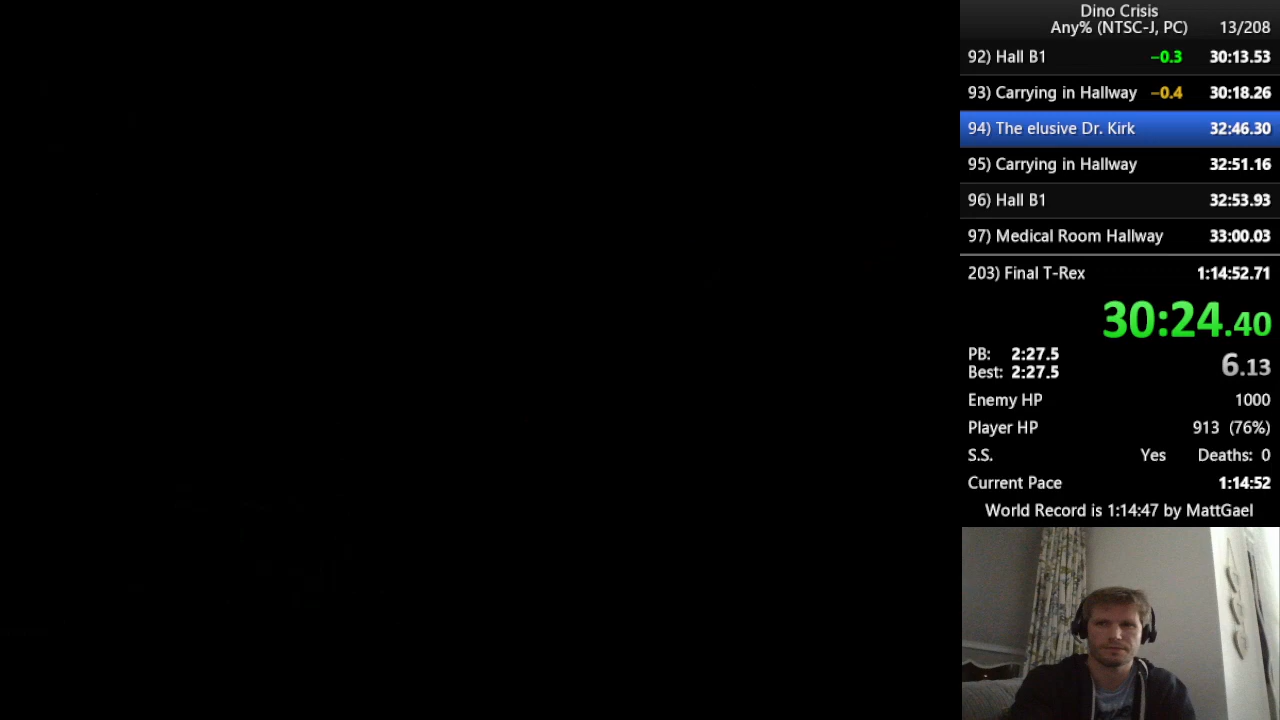 Dino Crisis
Any% (NTSC-J, PC) 13/208
92) Hall B1 −0.3 30:13.53
93) Carrying in Hallway −0.4 30:18.26
94) The elusive Dr. Kirk 32:46.30
95) Carrying in Hallway 32:51.16
96) Hall B1 32:53.93
97) Medical Room Hallway 33:00.03
203) Final T-Rex 1:14:52.71
30:24.40
PB: 2:27.5
Best: 2:27.5 6.13
Enemy HP 1000
Player HP 913 (76%)
S.S. Yes Deaths: 0
Current Pace 1:14:52
World Record is 1:14:47 by MattGael